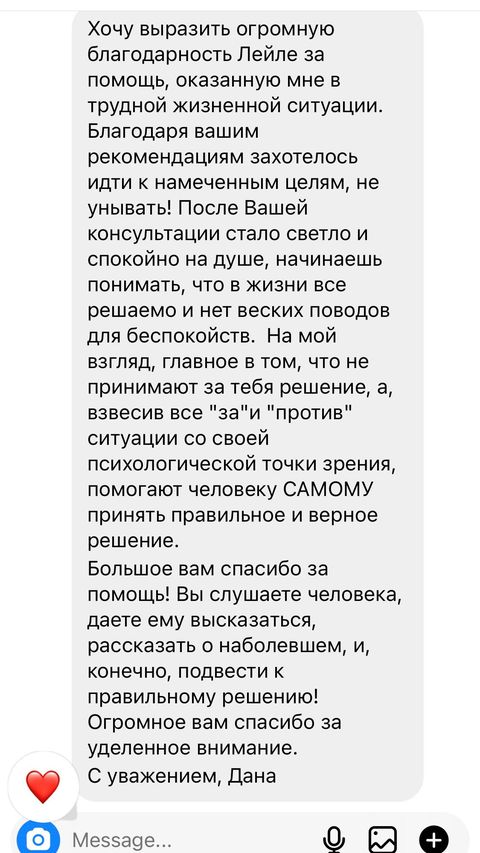 Хочу выразить огромную
благодарность Лейле за
помощь, оказанную мне в
трудной жизненной ситуации.
Благодаря вашим
рекомендациям захотелось
идти к намеченным целям, не
унывать! После Вашей
консультации стало светло и
спокойно на душе, начинаешь
понимать, что в жизни все
решаемо и нет веских поводов
для беспокойств.  На мой
взгляд, главное в том, что не
принимают за тебя решение, а,
взвесив все "за"и "против"
ситуации со своей
психологической точки зрения,
помогают человеку САМОМУ
принять правильное и верное
решение.
Большое вам спасибо за
помощь! Вы слушаете человека,
даете ему высказаться,
рассказать о наболевшем, и,
конечно, подвести к
правильному решению!
Огромное вам спасибо за
уделенное внимание.
С уважением, Дана
Message...